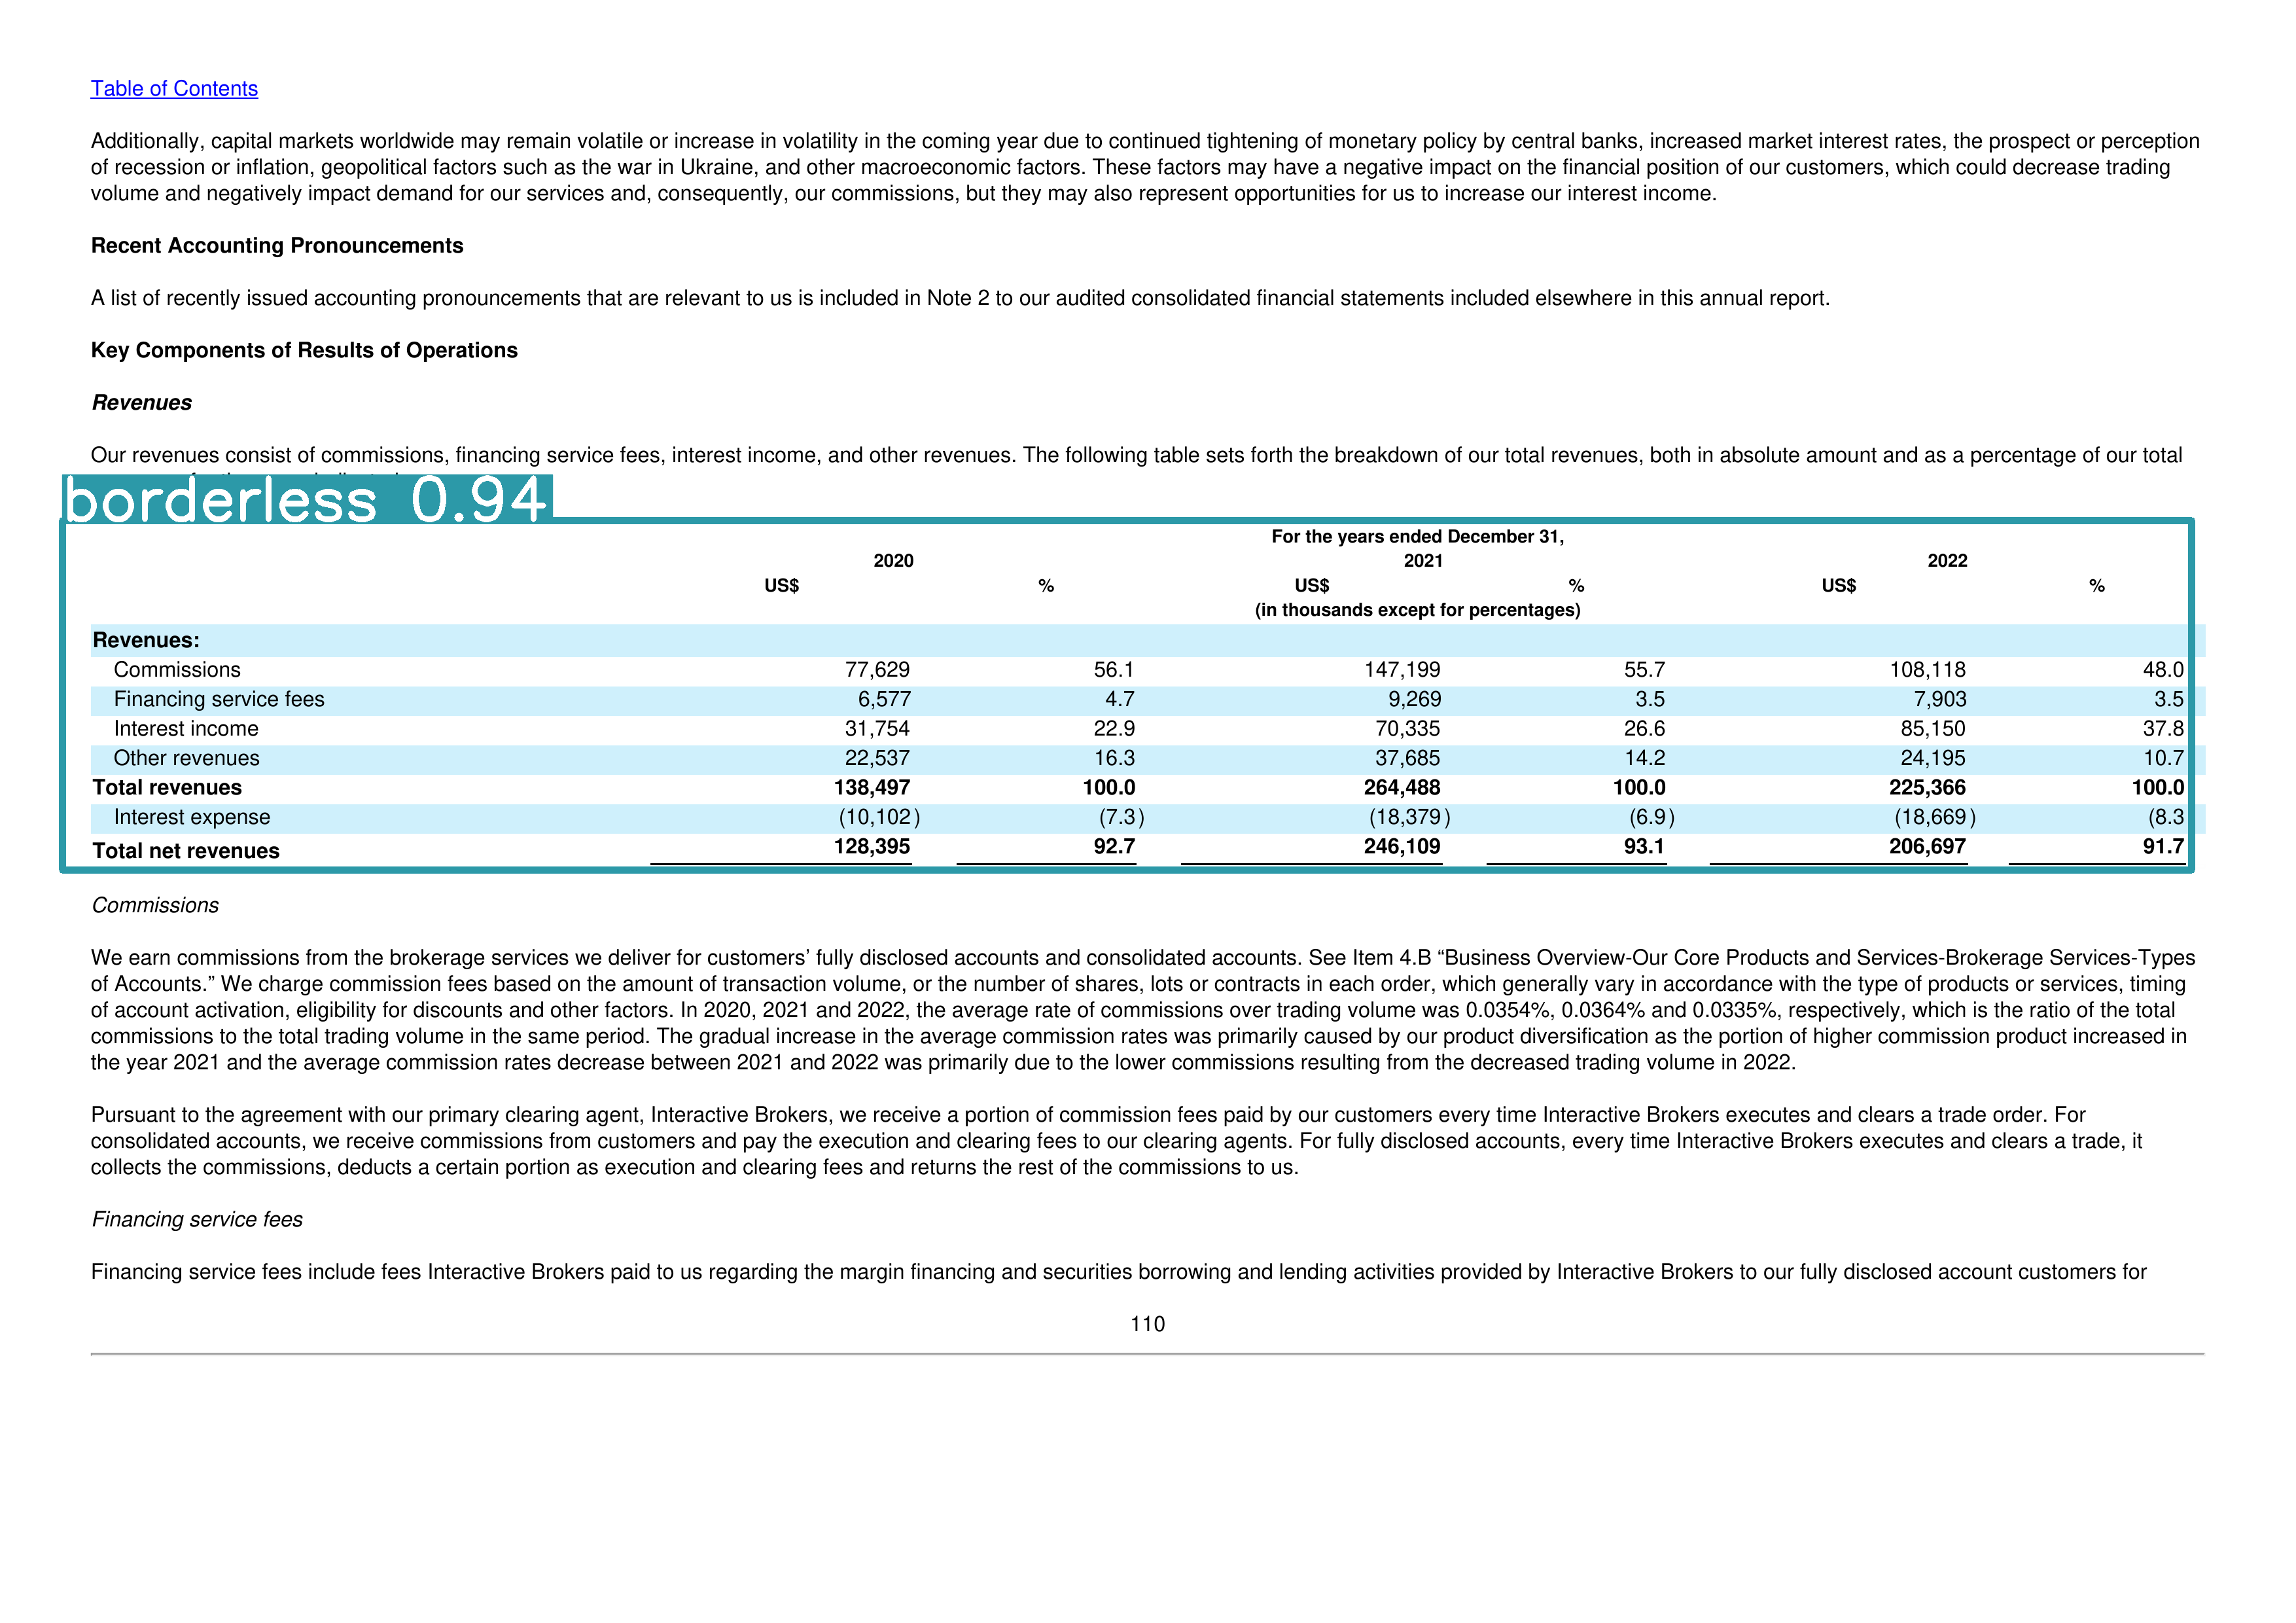 Table of Contents
Additionally, capital markets worldwide may remain volatile or increase in volatility in the coming year due to continued tightening of monetary policy by central banks, increased market interest rates, the prospect or perception
of recession or inflation, geopolitical factors such as the war in Ukraine, and other macroeconomic factors. These factors may have a negative impact on the financial position of our customers, which could decrease trading
volume and negatively impact demand for our services and, consequently, our commissions, but they may also represent opportunities for us to increase our interest income.
Recent Accounting Pronouncements
A list of recently issued accounting pronouncements that are relevant to us is included in Note 2 to our audited consolidated financial statements included elsewhere in this annual report.
Key Components of Results of Operations
Revenues
Our revenues consist of commissions, financing service fees, interest income, and other revenues. The following table sets forth the breakdown of our total revenues, both in absolute amount and as a percentage of our total
borderless 0.94
For the years ended December 31,
2020 2021 2022
US$ % US$ % US$ %
(in thousands except for percentages)
Revenues:
Commissions 77,629 56.1 147,199 55.7 108,118 48.0
Financing service fees 6,577 4.7 9,269 3.5 7,903 3.5
Interest income 31,754 22.9 70,335 26.6 85,150 37.8
Other revenues 22,537 16.3 37,685 14.2 24,195 10.7
Total revenues 138,497 100.0 264,488 100.0 225,366 100.0
Interest expense (10,102) (7.3) (18,379) (6.9) (18,669) (8.3
Total net revenues 128,395 92.7 246,109 93.1 206,697 91.7
Commissions
We earn commissions from the brokerage services we deliver for customers’ fully disclosed accounts and consolidated accounts. See Item 4.B “Business Overview-Our Core Products and Services-Brokerage Services-Types
of Accounts.” We charge commission fees based on the amount of transaction volume, or the number of shares, lots or contracts in each order, which generally vary in accordance with the type of products or services, timing
of account activation, eligibility for discounts and other factors. In 2020, 2021 and 2022, the average rate of commissions over trading volume was 0.0354%, 0.0364% and 0.0335%, respectively, which is the ratio of the total
commissions to the total trading volume in the same period. The gradual increase in the average commission rates was primarily caused by our product diversification as the portion of higher commission product increased in
the year 2021 and the average commission rates decrease between 2021 and 2022 was primarily due to the lower commissions resulting from the decreased trading volume in 2022.
Pursuant to the agreement with our primary clearing agent, Interactive Brokers, we receive a portion of commission fees paid by our customers every time Interactive Brokers executes and clears a trade order. For
consolidated accounts, we receive commissions from customers and pay the execution and clearing fees to our clearing agents. For fully disclosed accounts, every time Interactive Brokers executes and clears a trade, it
collects the commissions, deducts a certain portion as execution and clearing fees and returns the rest of the commissions to us.
Financing service fees
Financing service fees include fees Interactive Brokers paid to us regarding the margin financing and securities borrowing and lending activities provided by Interactive Brokers to our fully disclosed account customers for
110